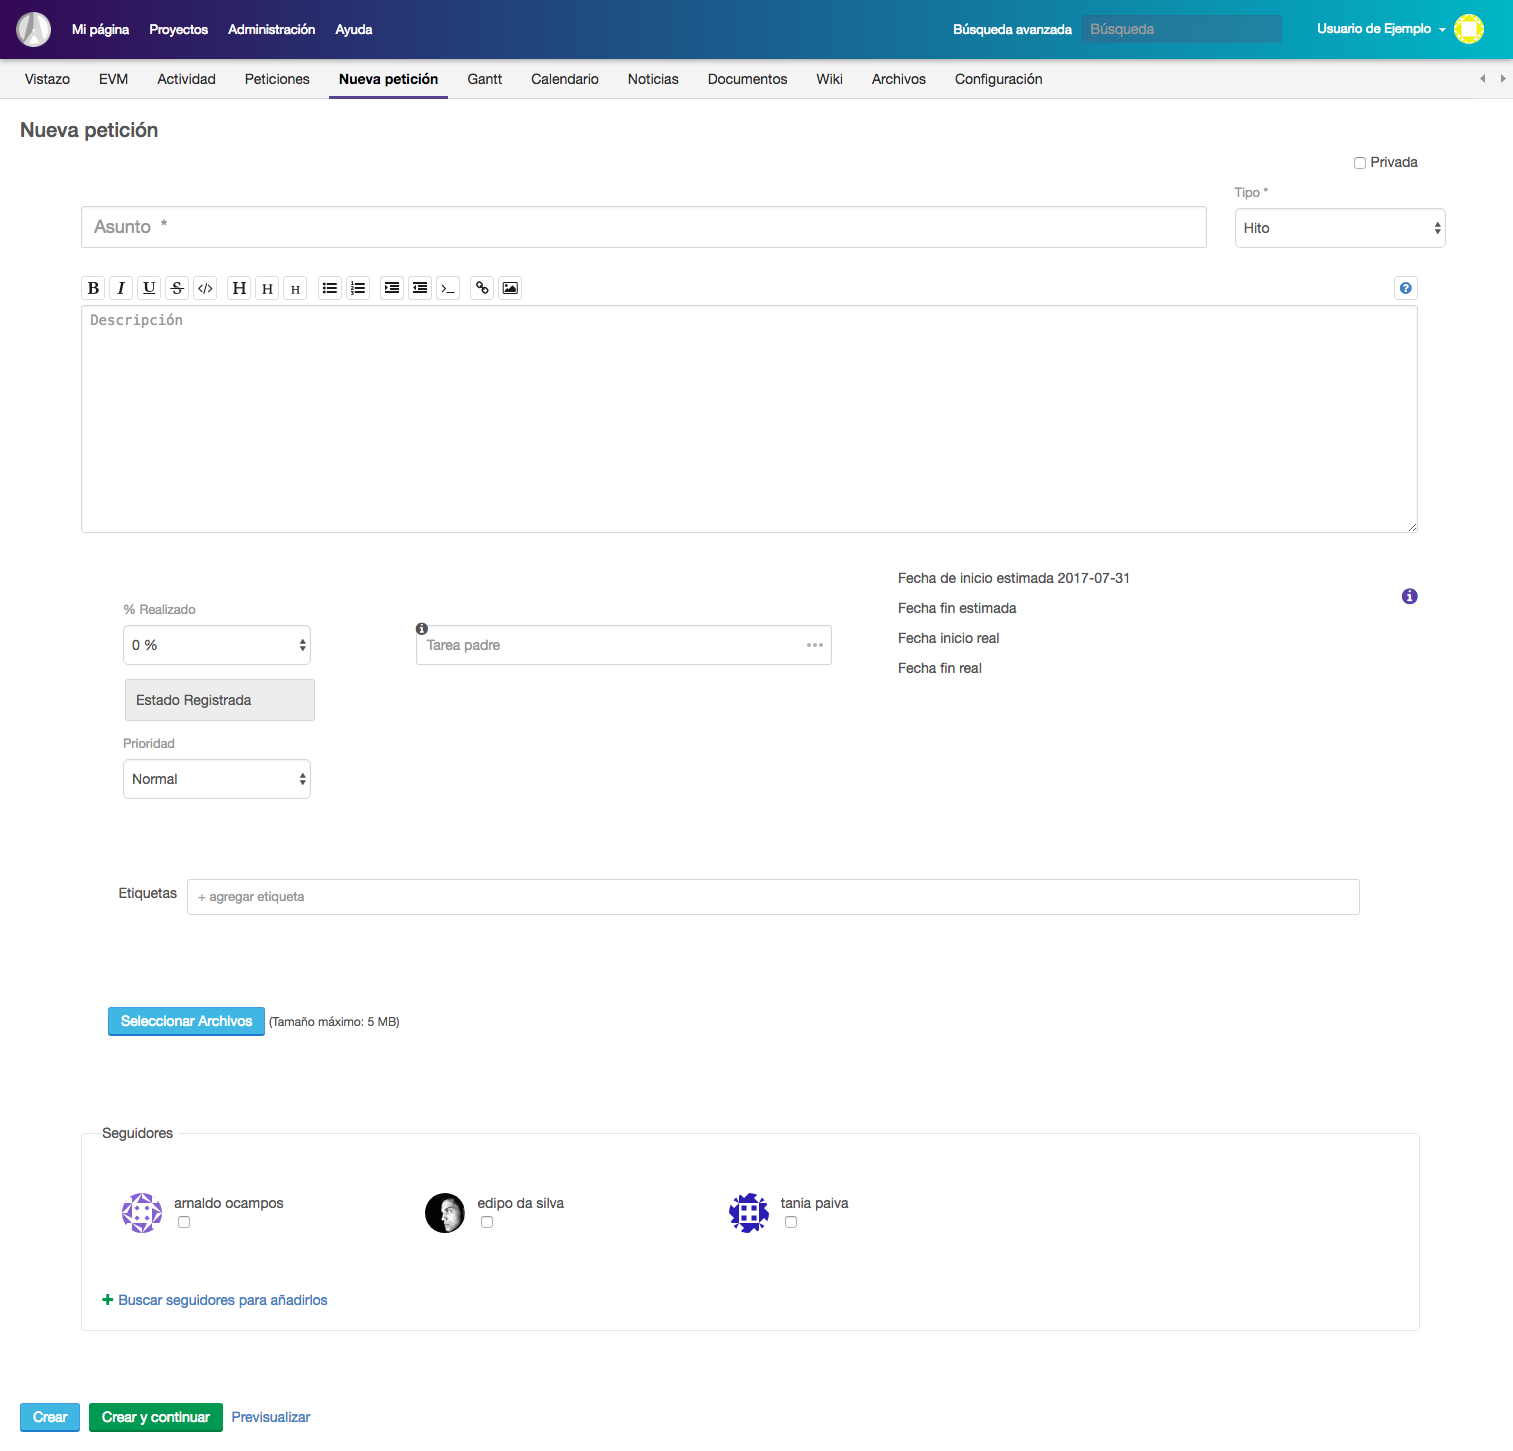 Mi página Proyectos Administración Ayuda Búsqueda avanzada Búsqueda Usuario de Ejemplo
Vistazo EVM Actividad Peticiones Nueva petición Gantt Calendario Noticias Documentos Wiki Archivos Configuración
Nueva petición
Privada
Tipo *
Asunto *
Hito
B I U S </> H H H
Descripción
Fecha de inicio estimada 2017-07-31
Fecha fin estimada
Fecha inicio real
Fecha fin real
% Realizado
0 %
Tarea padre
Estado Registrada
Prioridad
Normal
Etiquetas + agregar etiqueta
Seleccionar Archivos (Tamaño máximo: 5 MB)
Seguidores
arnaldo ocampos edipo da silva tania paiva
Buscar seguidores para añadirlos
Crear Crear y continuar Previsualizar